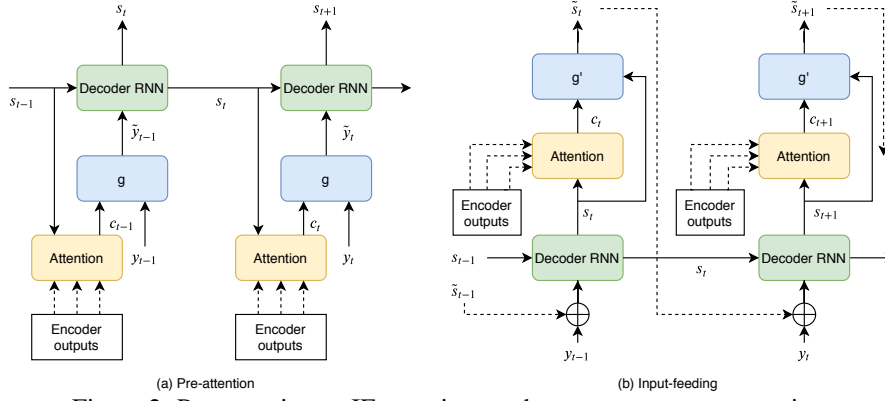 s_t
s_{t+1}
Decoder RNN
Decoder RNN
s_{t-1}
s_t
ỹ_{t-1}
ỹ_t
g
g
c_{t-1}
c_t
Attention
y_{t-1}
Attention
y_t
Encoder
outputs
Encoder
outputs
(a) Pre-attention
s̃_t
s̃_{t+1}
g'
g'
c_t
c_{t+1}
Attention
Attention
Encoder
outputs
Encoder
outputs
s_t
s_{t+1}
s_{t-1}
Decoder RNN
s_t
Decoder RNN
s̃_{t-1}
y_{t-1}
y_t
(b) Input-feeding